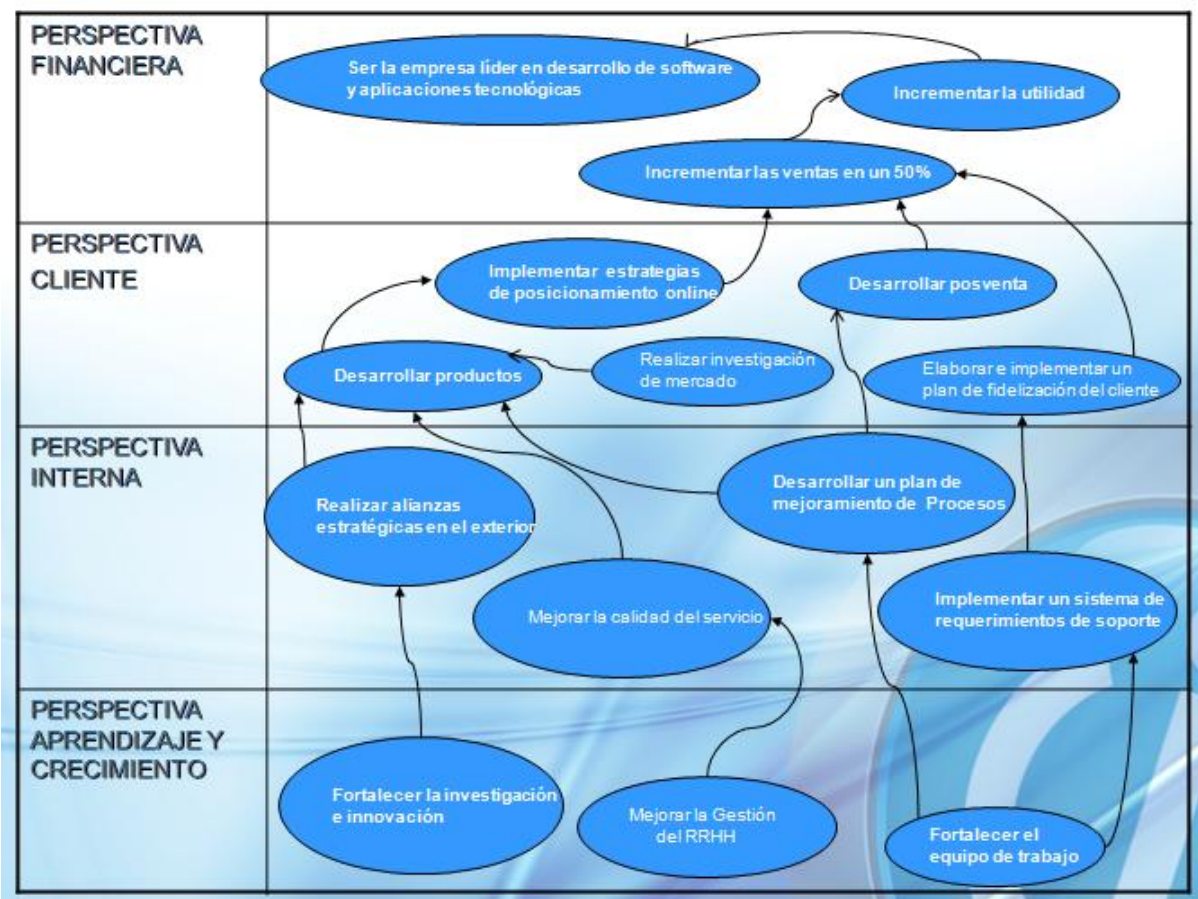 PERSPECTIVA
FINANCIERA
Ser la empresa líder en desarrollo de software
y aplicaciones tecnológicas
Incrementar la utilidad
Incrementar las ventas en un 50%
PERSPECTIVA
CLIENTE
Implementar estrategias
de posicionamiento online
Desarrollar posventa
Desarrollar productos
Realizar investigación
de mercado
Elaborar e implementar un
plan de fidelización del cliente
PERSPECTIVA
INTERNA
Realizar alianzas
estratégicas en el exterior
Desarrollar un plan de
mejoramiento de Procesos
Mejorar la calidad del servicio
Implementar un sistema de
requerimientos de soporte
PERSPECTIVA
APRENDIZAJE Y
CRECIMIENTO
Fortalecer la investigación
e innovación
Mejorar la Gestión
del RRHH
Fortalecer el
equipo de trabajo